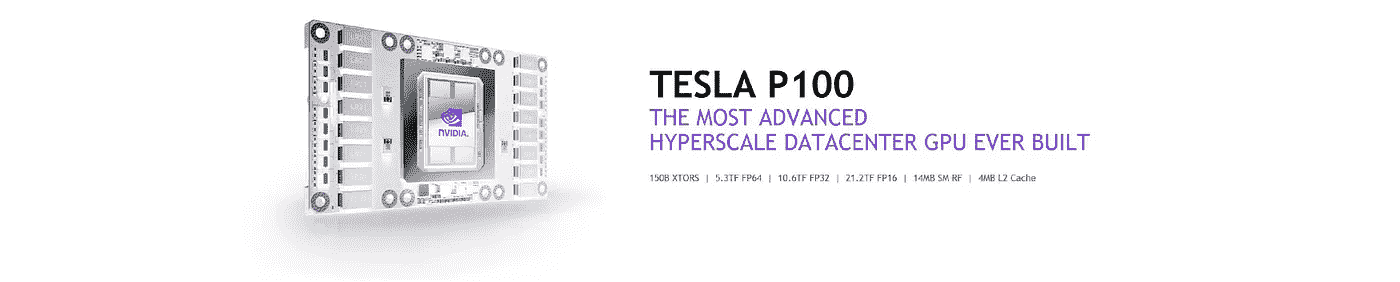 NVIDIA.
TESLA P100
THE MOST ADVANCED
HYPERSCALE DATACENTER GPU EVER BUILT
150B XTORS | 5.3TF FP64 | 10.6TF FP32 | 21.2TF FP16 | 14MB SM RF | 4MB L2 Cache